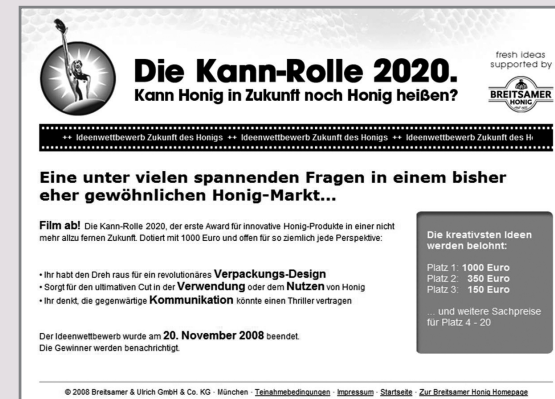 Die Kann-Rolle 2020.
Kann Honig in Zukunft noch Honig heißen?
fresh ideas
supported by
BREITSAMER
HONIG
++ Ideenwettbewerb Zukunft des Honigs ++ Ideenwettbewerb Zukunft des Honigs ++ Ideenwettbewerb Zukunft des H
Eine unter vielen spannenden Fragen in einem bisher
eher gewöhnlichen Honig-Markt...
Film ab! Die Kann-Rolle 2020, der erste Award für innovative Honig-Produkte in einer nicht
mehr allzu fernen Zukunft. Dotiert mit 1000 Euro und offen für so ziemlich jede Perspektive:
• Ihr habt den Dreh raus für ein revolutionäres Verpackungs-Design
• Sorgt für den ultimativen Cut in der Verwendung oder dem Nutzen von Honig
• Ihr denkt, die gegenwärtige Kommunikation könnte einen Thriller vertragen
Der Ideenwettbewerb wurde am 20. November 2008 beendet.
Die Gewinner werden benachrichtigt.
Die kreativsten Ideen
werden belohnt:
Platz 1: 1000 Euro
Platz 2: 350 Euro
Platz 3: 150 Euro
... und weitere Sachpreise
für Platz 4 - 20
© 2008 Breitsamer & Ulrich GmbH & Co. KG · München · Teinahmebedingungen · Impressum · Startseite · Zur Breitsamer Honig Homepage